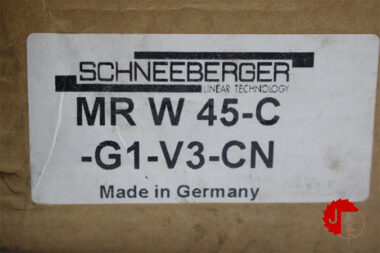 SCHNEEBERGER
LINEAR TECHNOLOGY
MR W 45-C
-G1-V3-CN
Made in Germany